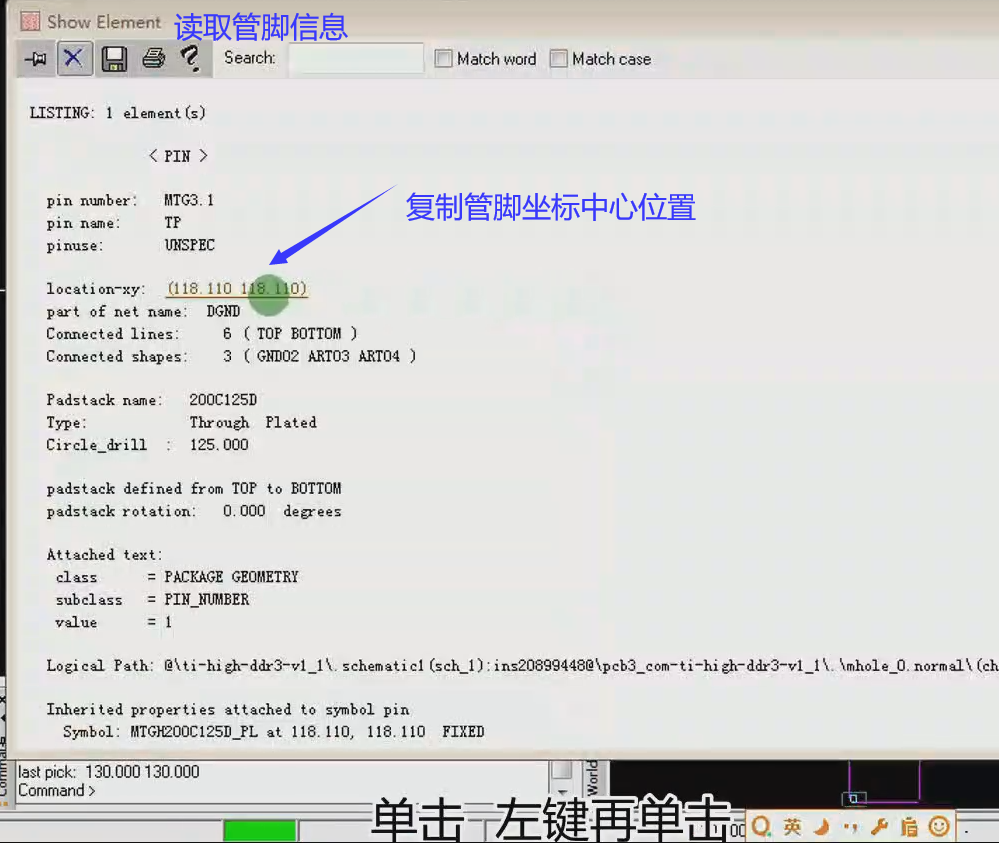 Show Element
读取管脚信息
Search:
Match word
Match case
LISTING: 1 element(s)
< PIN >
pin number: MTG3.1
pin name: TP
pinuse: UNSPEC
复制管脚坐标中心位置
location-xy: (118.110 118.110)
part of net name: DGND
Connected lines: 6 ( TOP BOTTOM )
Connected shapes: 3 ( GND02 ART03 ART04 )
Padstack name: 200C125D
Type: Through Plated
Circle_drill : 125.000
padstack defined from TOP to BOTTOM
padstack rotation: 0.000 degrees
Attached text:
class = PACKAGE GEOMETRY
subclass = PIN_NUMBER
value = 1
Logical Path: @\ti-high-ddr3-v1_1\.schematic1(sch_1):ins20899448@\pcb3_com-ti-high-ddr3-v1_1\.\mhole_0.normal\(ch
Inherited properties attached to symbol pin
Symbol: MTGH200C125D_PL at 118.110, 118.110 FIXED
last pick: 130.000 130.000
Command >
World
单击 左键再单击
英